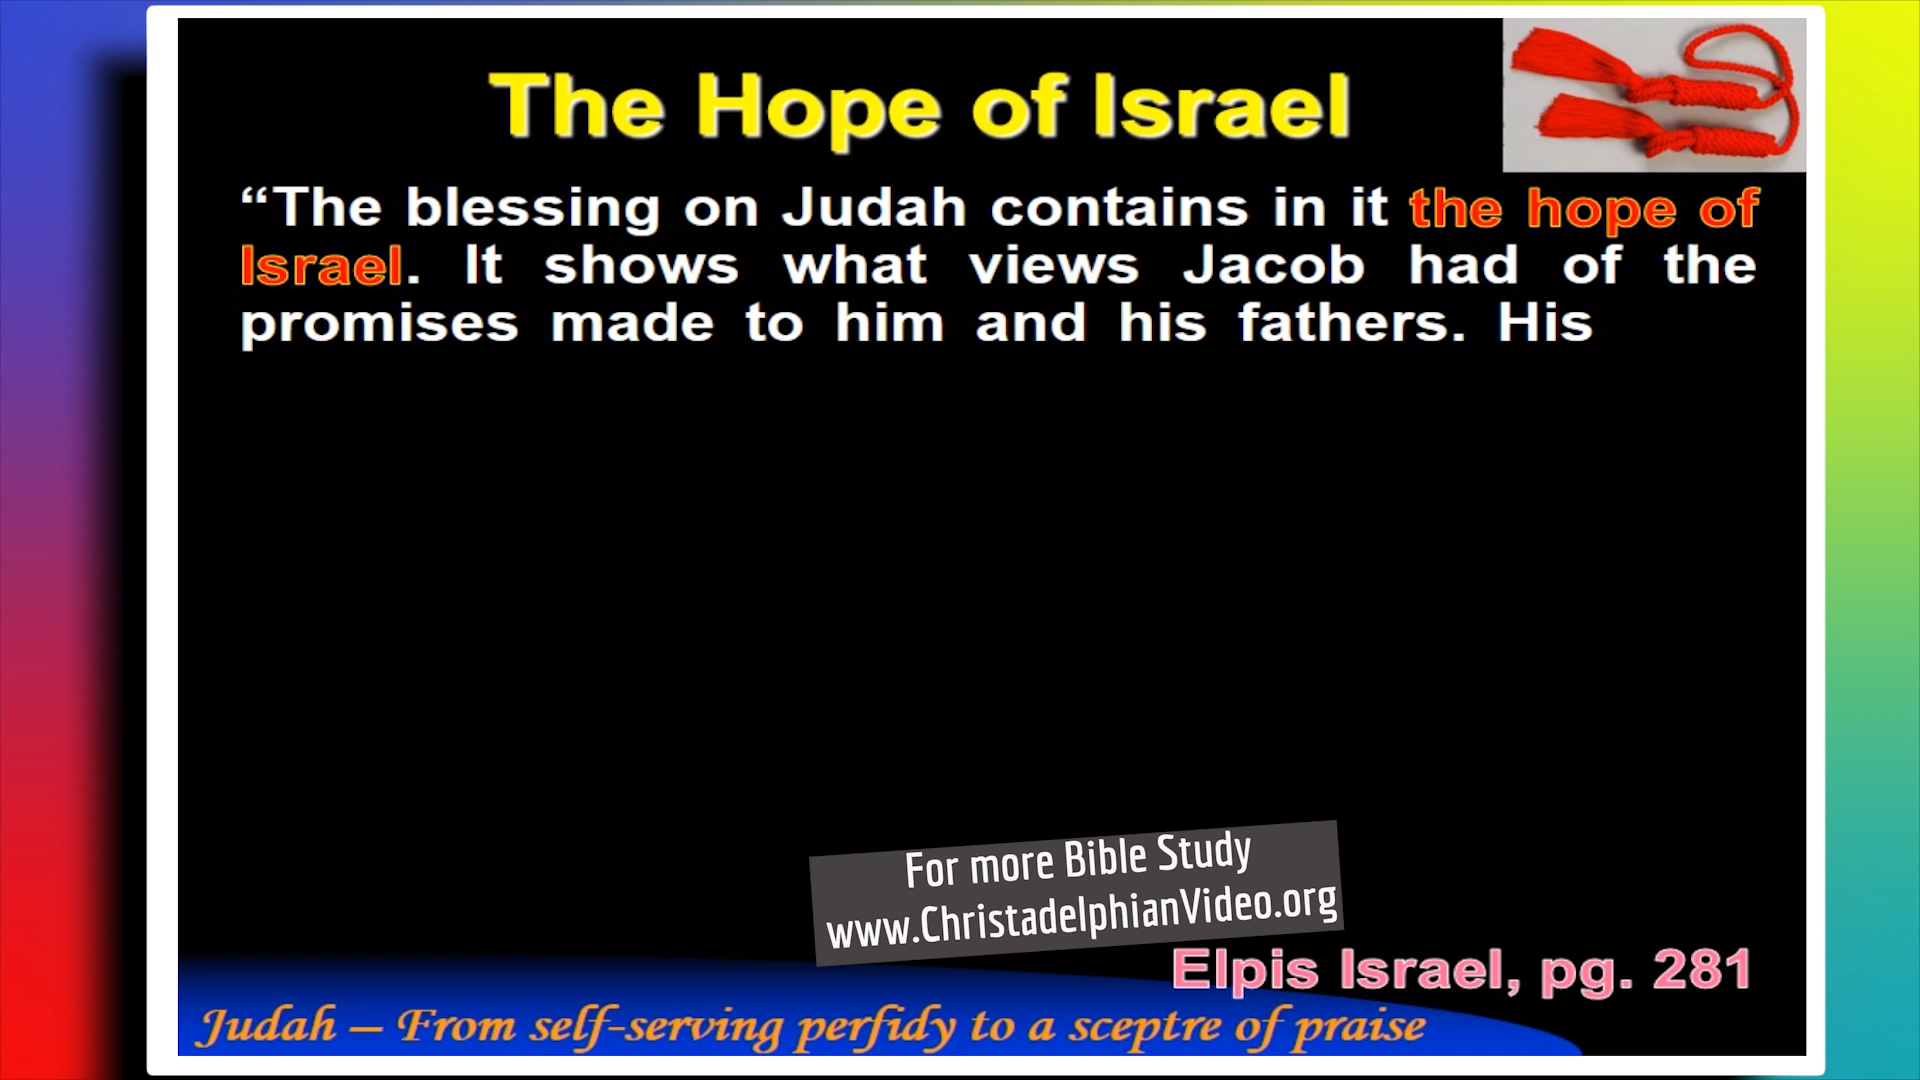 The Hope of Israel
“The blessing on Judah contains in it the hope of
Israel. It shows what views Jacob had of the
promises made to him and his fathers. His
For more Bible Study
www.ChristadelphianVideo.org
Elpis Israel, pg. 281
Judah – From self-serving perfidy to a sceptre of praise